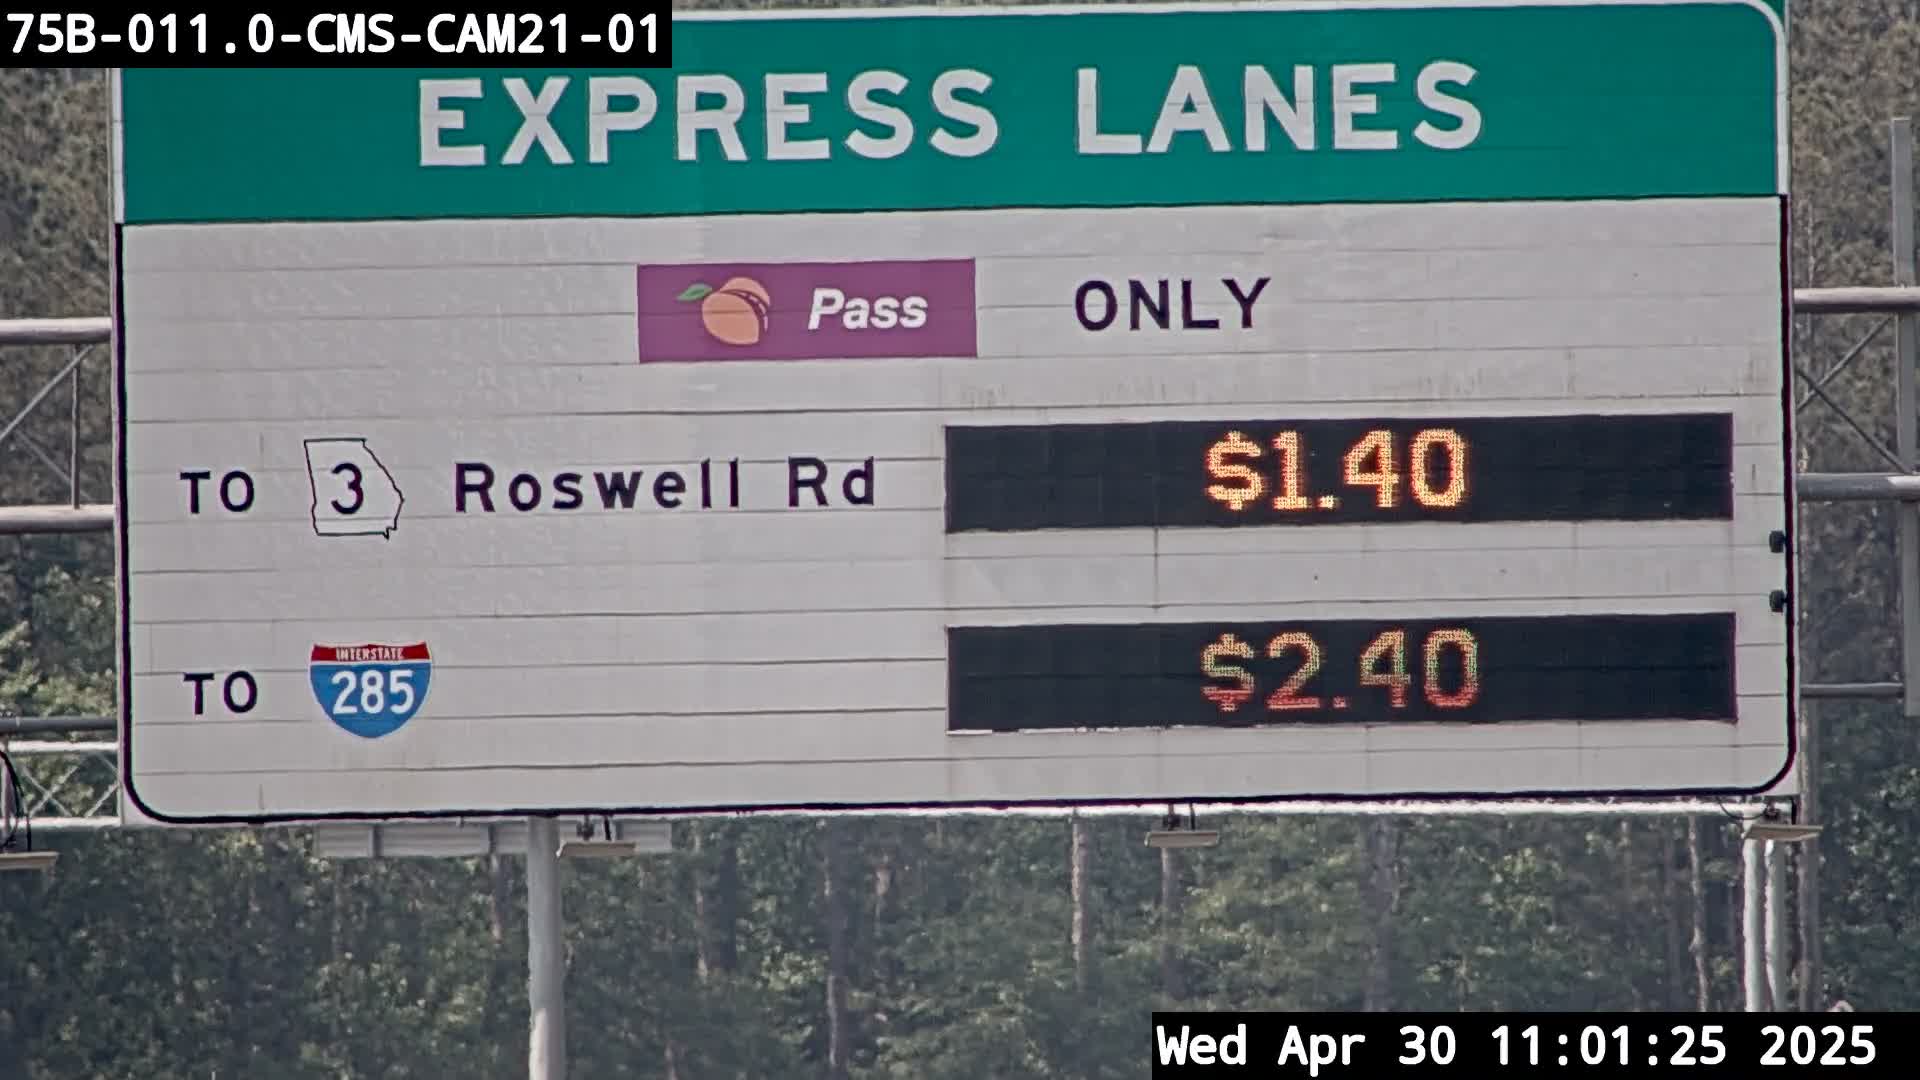 75B-011.0-CMS-CAM21-01
EXPRESS LANES
Pass ONLY
TO 3 Roswell Rd $1.40
INTERSTATE
TO 285 $2.40
Wed Apr 30 11:01:25 2025